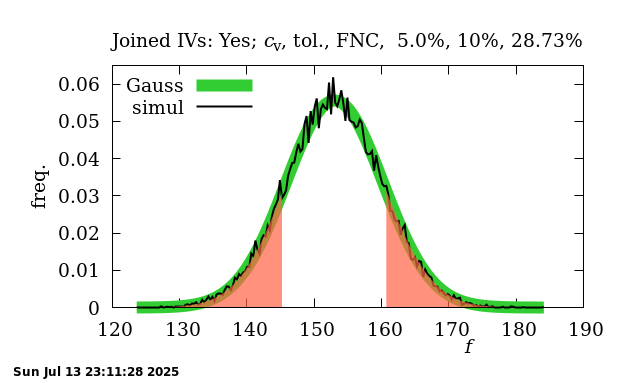 Joined IVs: Yes; cv, tol., FNC, 5.0%, 10%, 28.73%
Gauss
simul
freq.
0.06
0.05
0.04
0.03
0.02
0.01
0
120 130 140 150 160 170 180 190
f
Sun Jul 13 23:11:28 2025